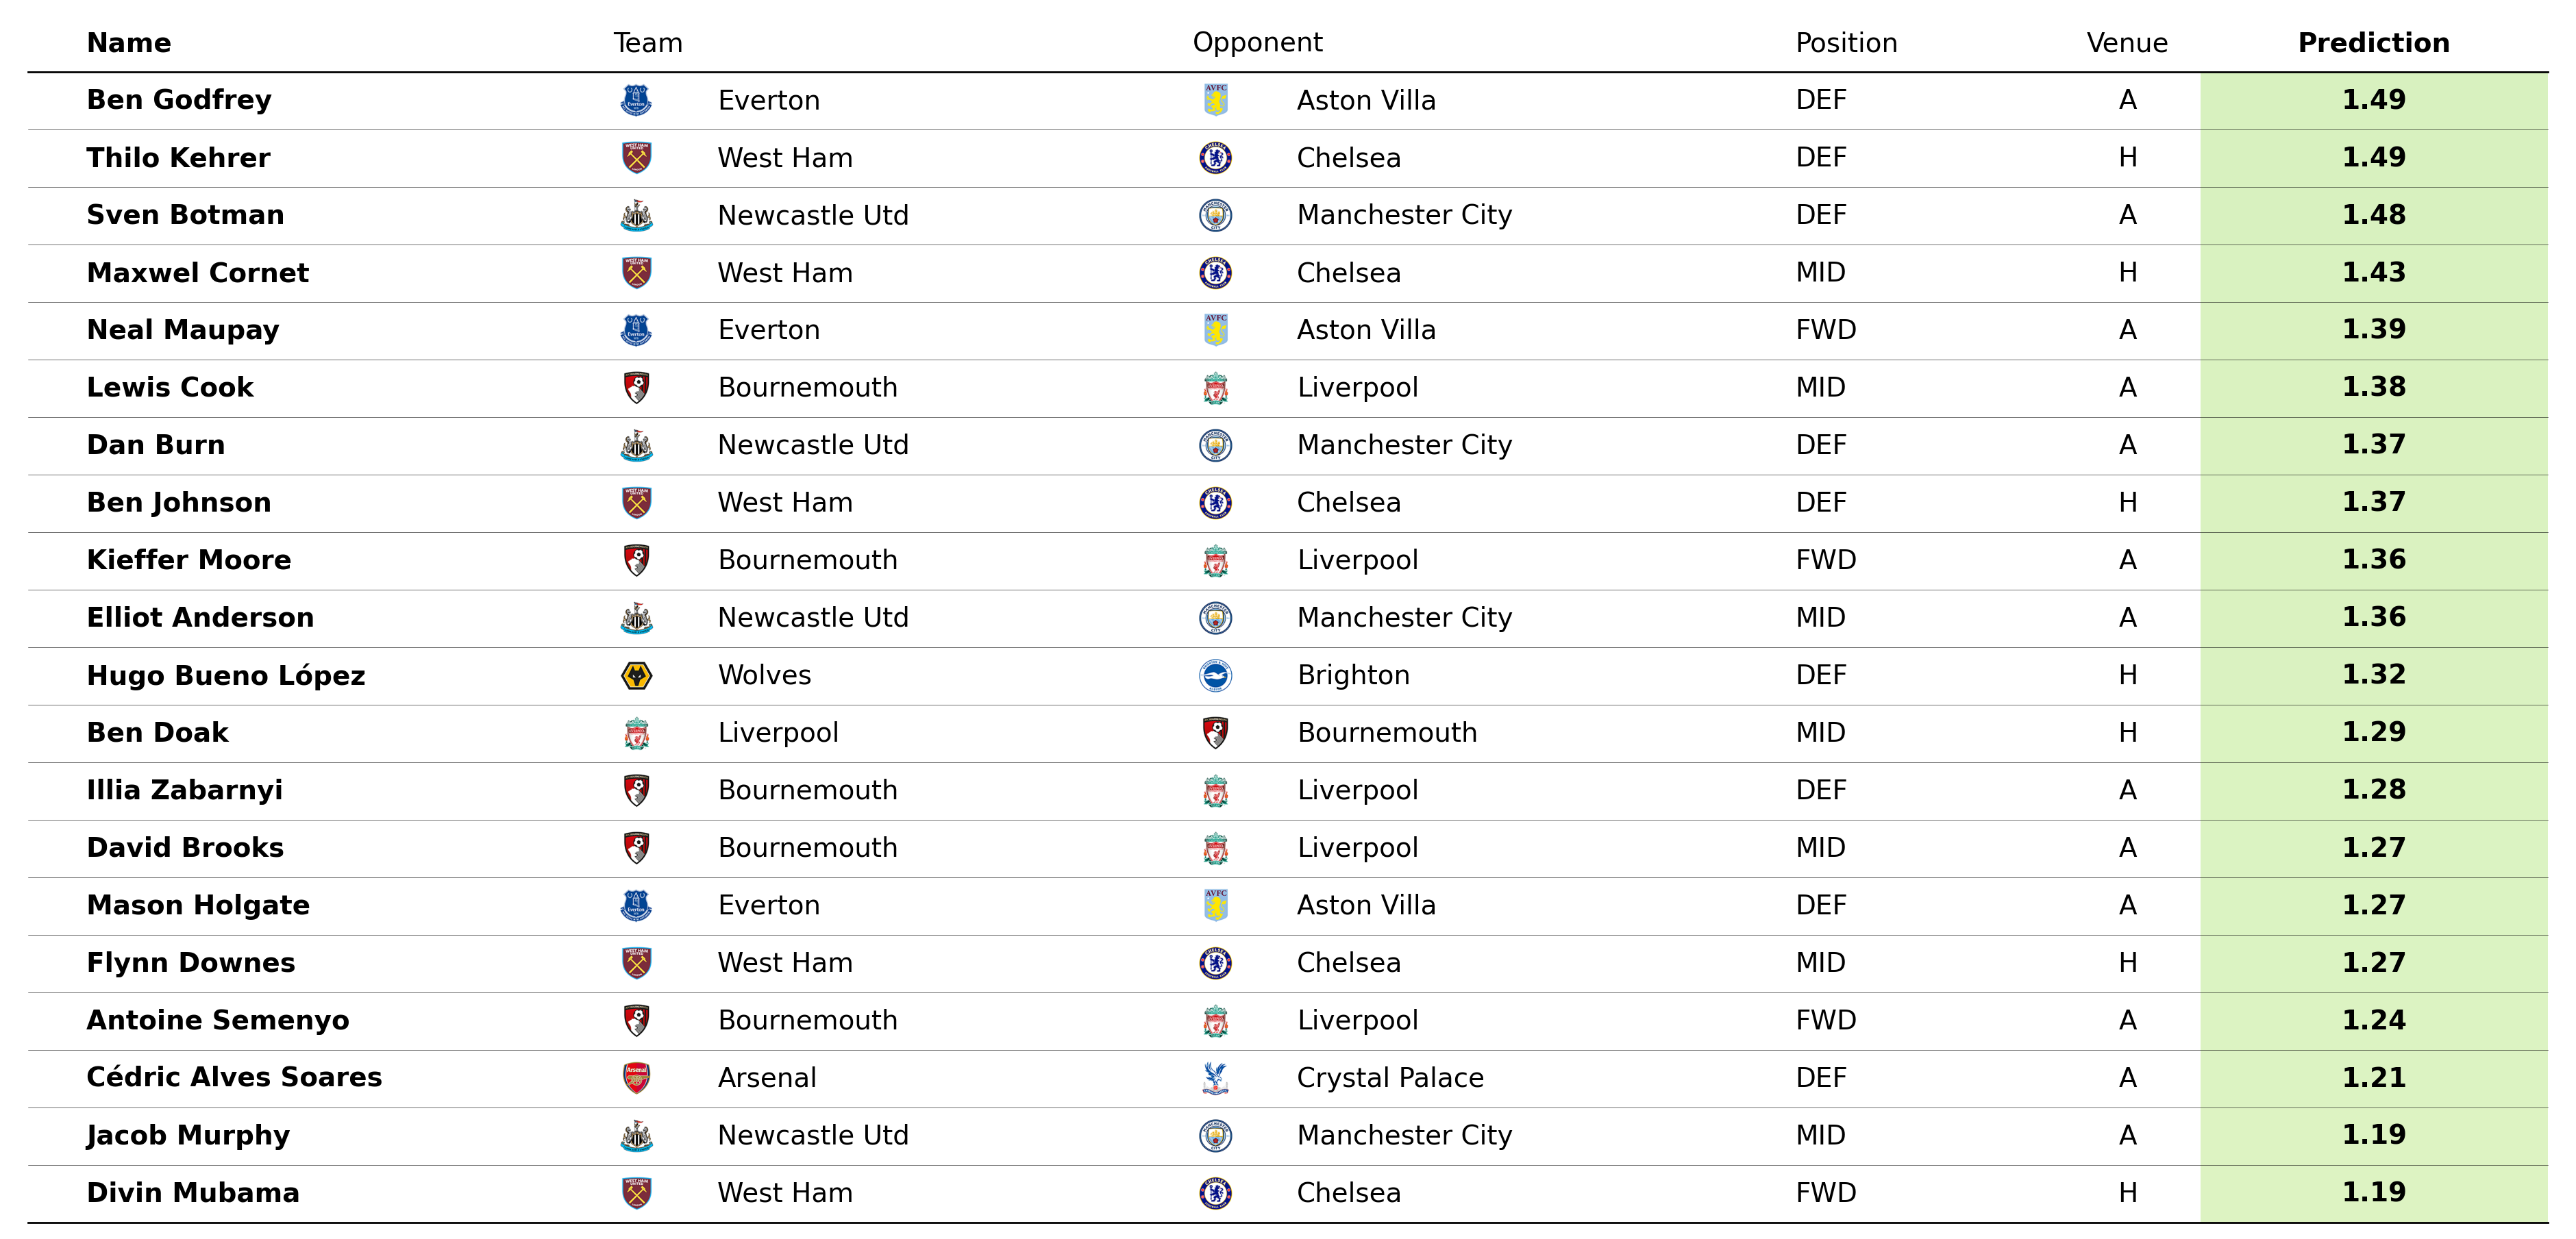 Name Team Opponent Position Venue Prediction
Ben Godfrey Everton Aston Villa DEF A 1.49
Thilo Kehrer West Ham Chelsea DEF H 1.49
Sven Botman Newcastle Utd Manchester City DEF A 1.48
Maxwel Cornet West Ham Chelsea MID H 1.43
Neal Maupay Everton Aston Villa FWD A 1.39
Lewis Cook Bournemouth Liverpool MID A 1.38
Dan Burn Newcastle Utd Manchester City DEF A 1.37
Ben Johnson West Ham Chelsea DEF H 1.37
Kieffer Moore Bournemouth Liverpool FWD A 1.36
Elliot Anderson Newcastle Utd Manchester City MID A 1.36
Hugo Bueno López Wolves Brighton DEF H 1.32
Ben Doak Liverpool Bournemouth MID H 1.29
Illia Zabarnyi Bournemouth Liverpool DEF A 1.28
David Brooks Bournemouth Liverpool MID A 1.27
Mason Holgate Everton Aston Villa DEF A 1.27
Flynn Downes West Ham Chelsea MID H 1.27
Antoine Semenyo Bournemouth Liverpool FWD A 1.24
Cédric Alves Soares Arsenal Crystal Palace DEF A 1.21
Jacob Murphy Newcastle Utd Manchester City MID A 1.19
Divin Mubama West Ham Chelsea FWD H 1.19